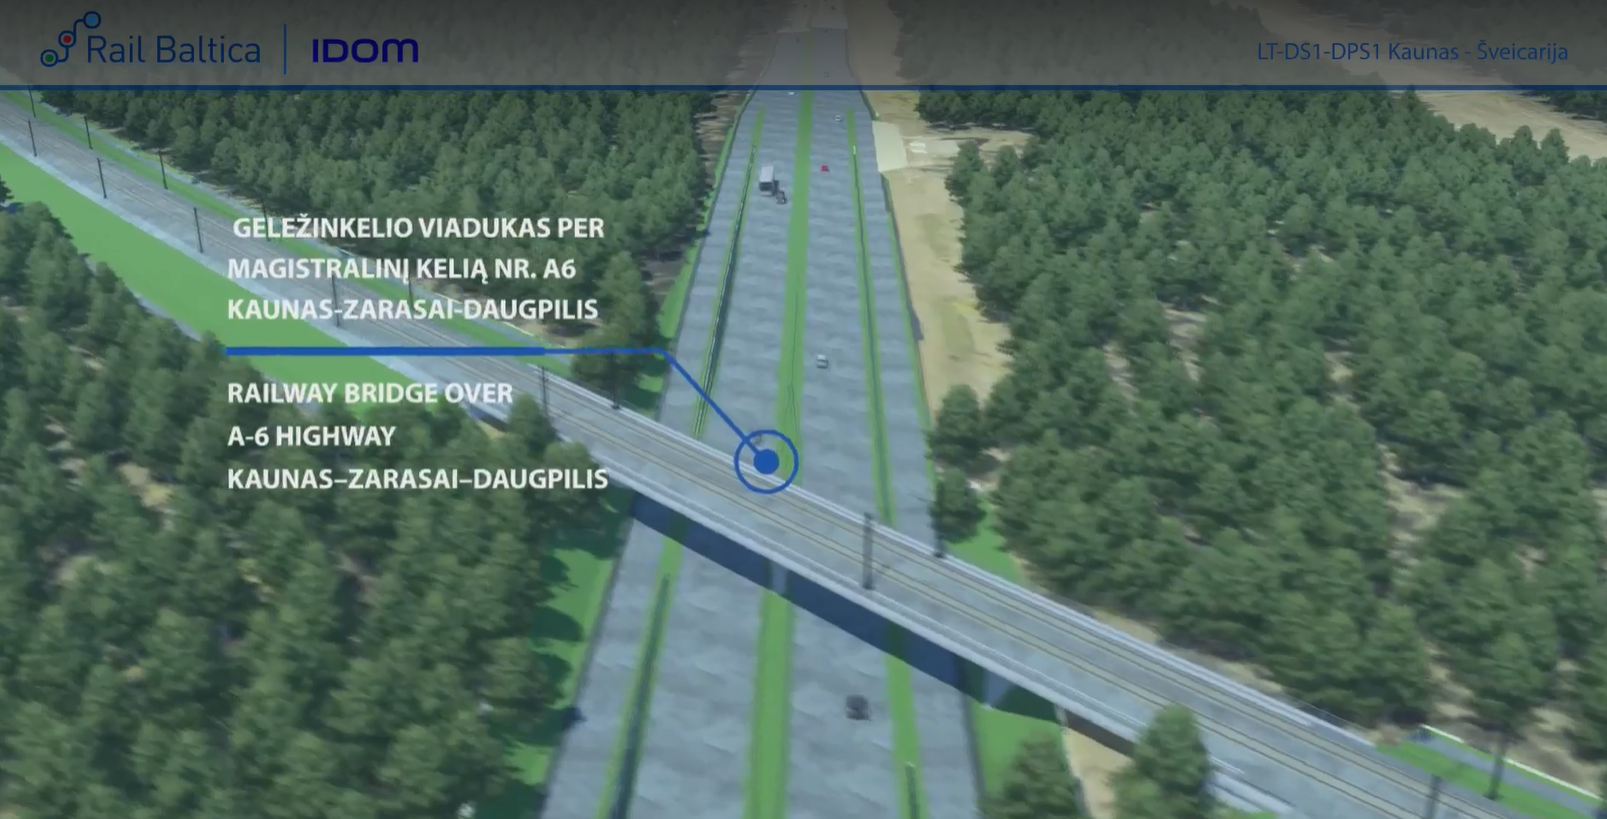 Rail Baltica | IDOM
LT-DS1-DPS1 Kaunas - Šveicarija
GELEŽINKELIO VIADUKAS PER
MAGISTRALINĮ KELIĄ NR. A6
KAUNAS-ZARASAI-DAUGPILIS
RAILWAY BRIDGE OVER
A-6 HIGHWAY
KAUNAS–ZARASAI–DAUGPILIS